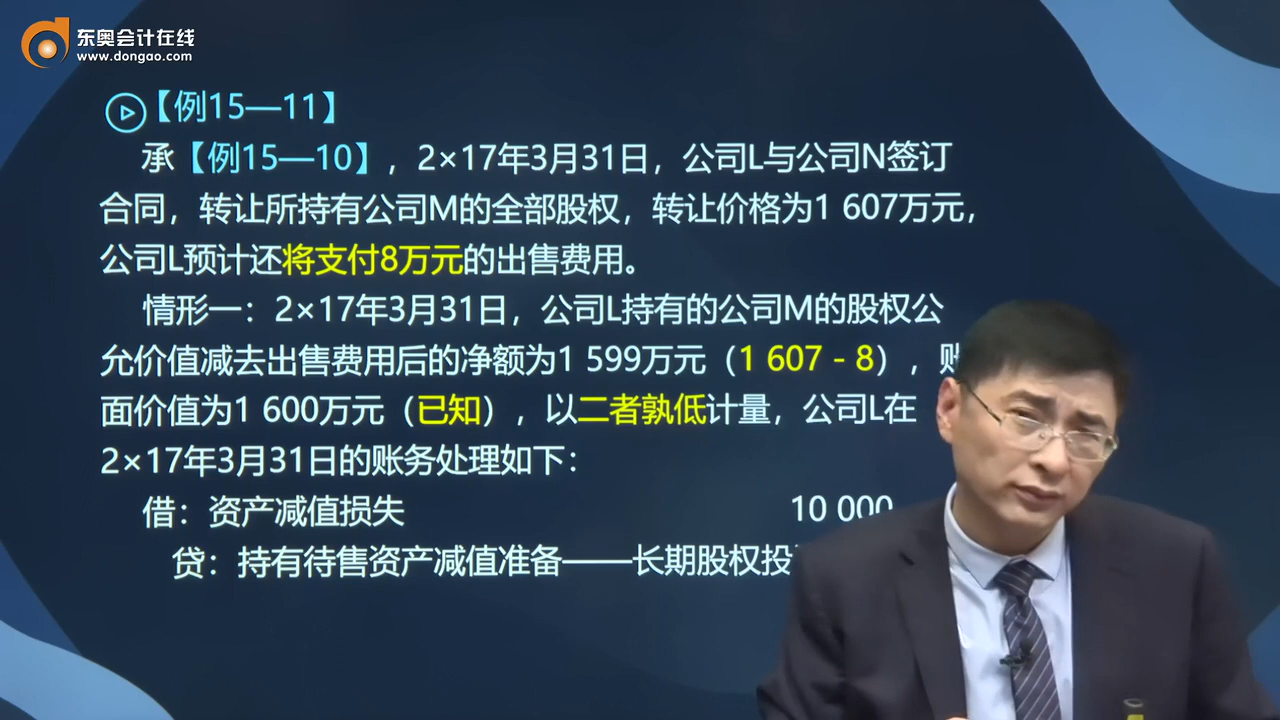 东奥会计在线
www.dongao.com
【例15—11】
承【例15—10】，2×17年3月31日，公司L与公司N签订
合同，转让所持有公司M的全部股权，转让价格为1 607万元，
公司L预计还将支付8万元的出售费用。
情形一：2×17年3月31日，公司L持有的公司M的股权公
允价值减去出售费用后的净额为1 599万元（1 607 - 8），账
面价值为1 600万元（已知），以二者孰低计量，公司L在
2×17年3月31日的账务处理如下：
借：资产减值损失 10 000
贷：持有待售资产减值准备——长期股权投